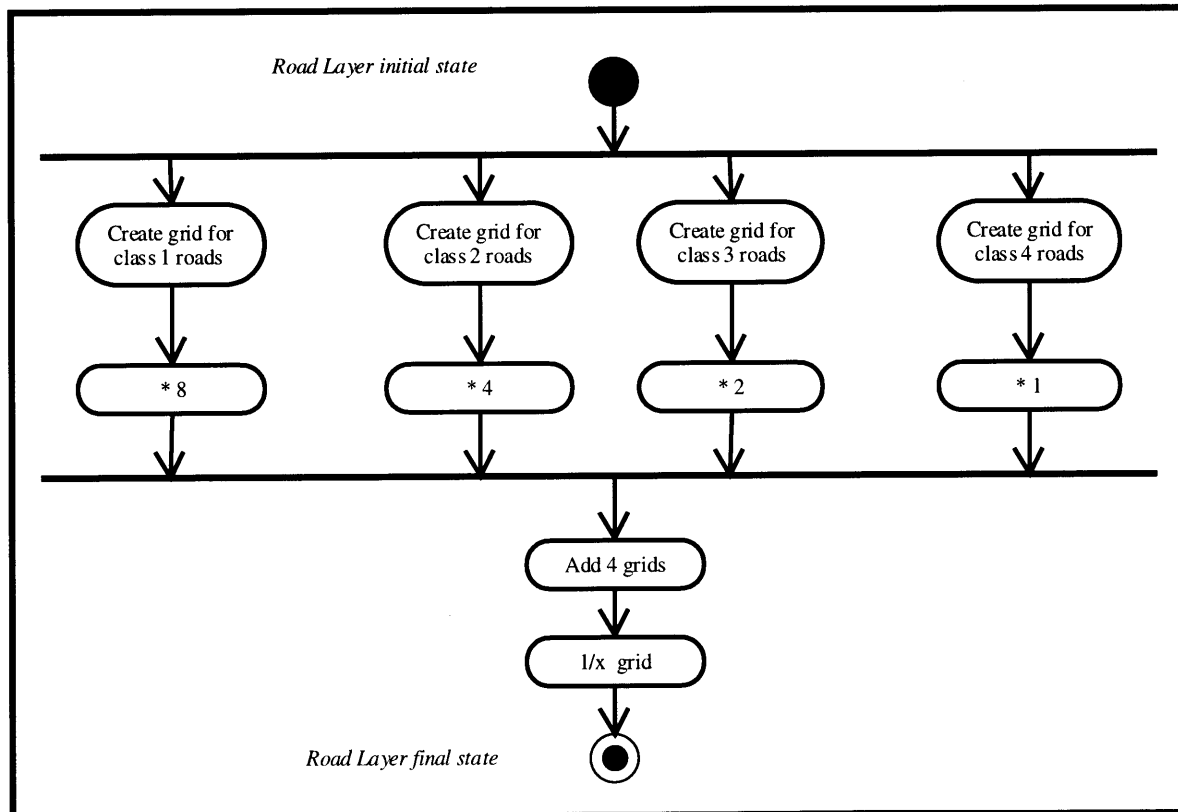 Road Layer initial state
Create grid for
class 1 roads
Create grid for
class 2 roads
Create grid for
class 3 roads
Create grid for
class 4 roads
* 8
* 4
* 2
* 1
Add 4 grids
1/x grid
Road Layer final state